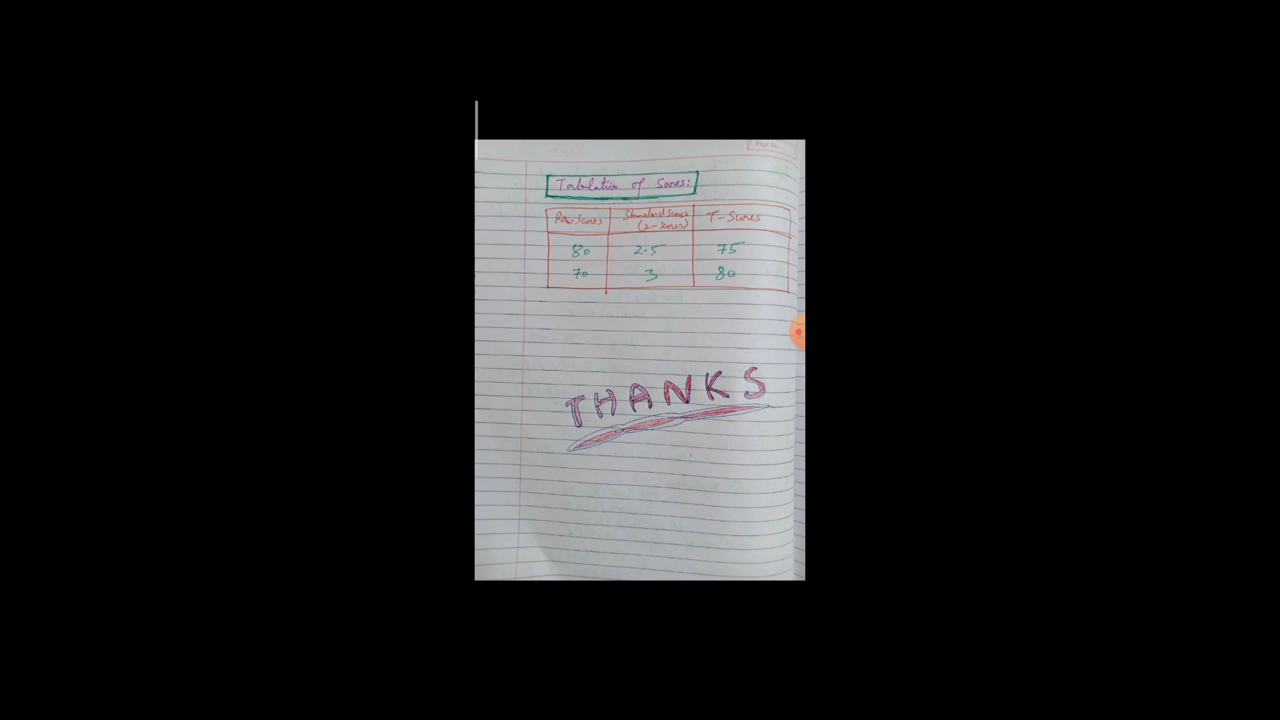 Tabulation of Scores:
Raw Scores Standard Scores (Z-scores) T-Scores
80 2.5 75
70 3 80
THANKS